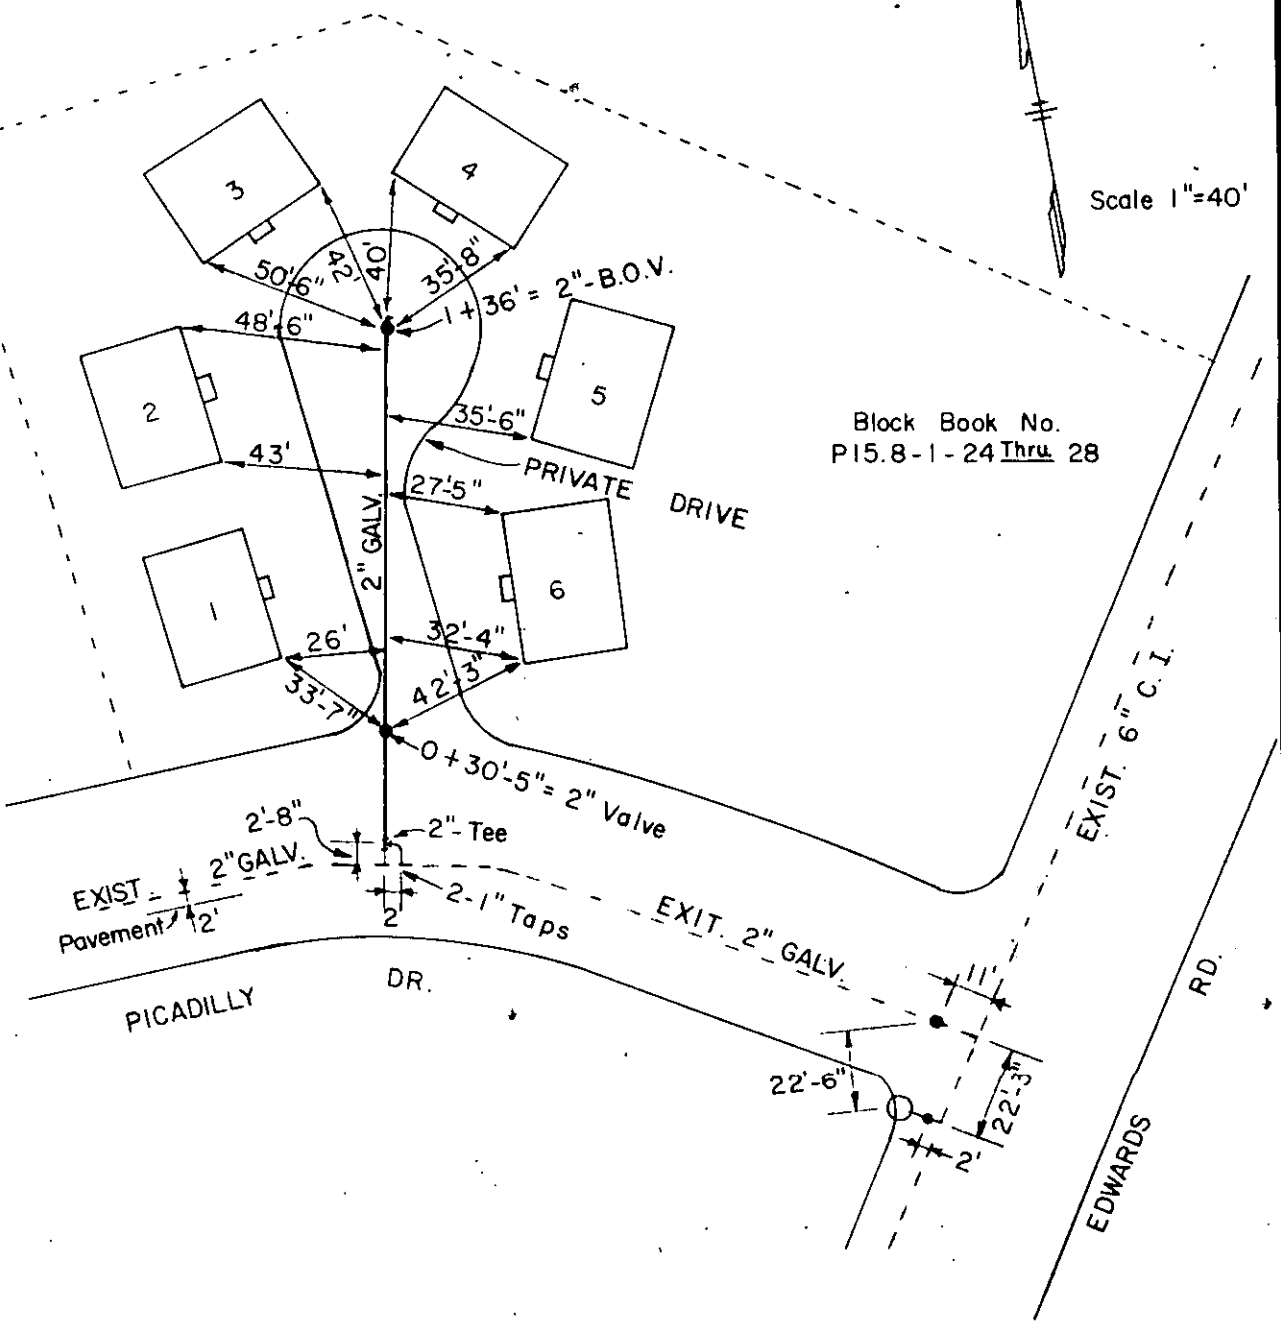 Scale 1"=40'
3
4
42'
40'
50'-6"
35'-8"
1+36' = 2"-B.O.V.
48'-6"
2
5
35'-6"
Block Book No.
P15.8-1-24 Thru 28
43'
PRIVATE DRIVE
27'-5"
2" GALV.
1
6
26'
32'-4"
33'-7"
42'-3"
0+30'-5"= 2" Valve
EXIST. 6" C.I.
2'-8"
2"-Tee
EXIST. 2"GALV.
2-1" Taps
Pavement
2'
2'
EXIT. 2" GALV.
PICADILLY DR.
11'
22'-6"
22'-3"
2'
EDWARDS RD.